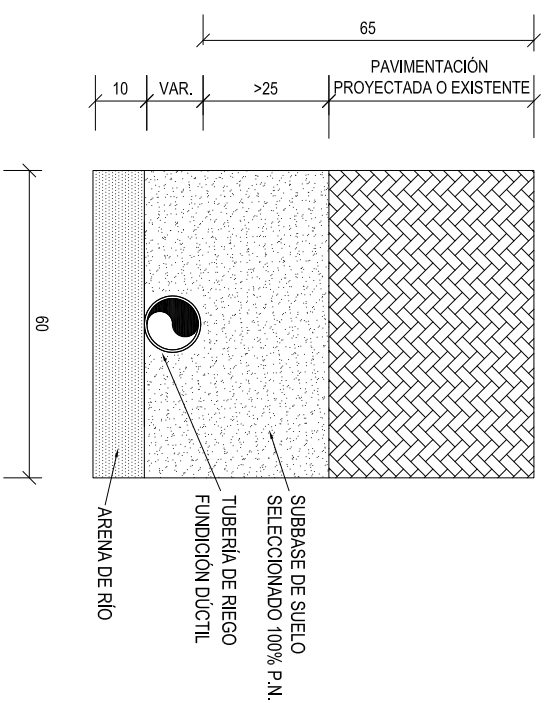 65
PAVIMENTACIÓN
PROYECTADA O EXISTENTE
10
VAR.
>25
60
SUBBASE DE SUELO
SELECCIONADO 100% P.N.
TUBERÍA DE RIEGO
FUNDICIÓN DÚCTIL
ARENA DE RÍO